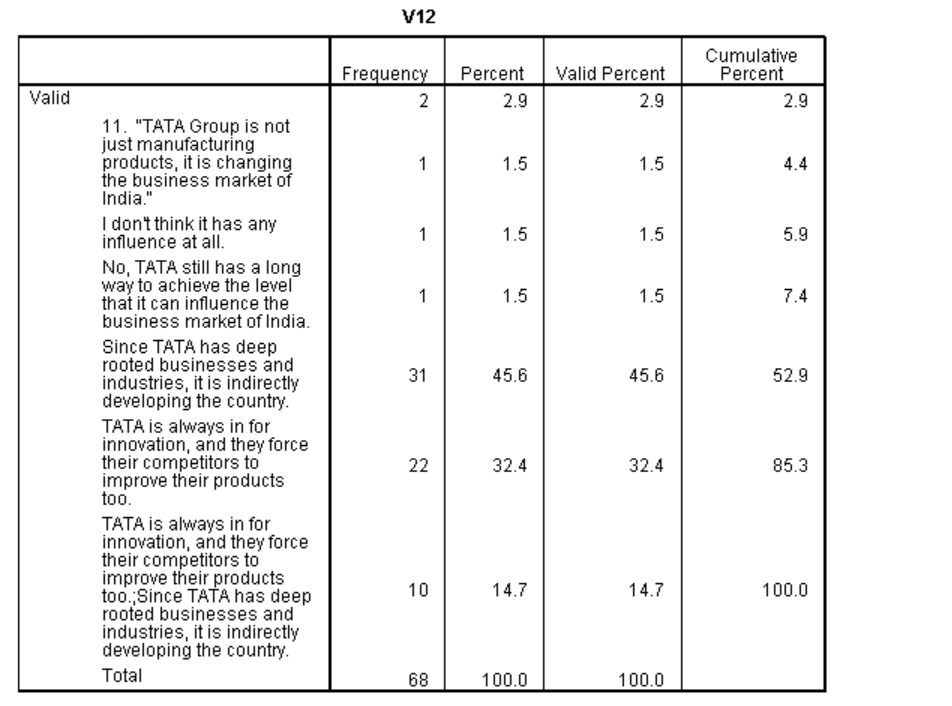 V12
Frequency Percent Valid Percent Cumulative Percent
Valid 2 2.9 2.9 2.9
11. "TATA Group is not
just manufacturing
products, it is changing
the business market of
India."
1 1.5 1.5 4.4
I don't think it has any
influence at all.
1 1.5 1.5 5.9
No, TATA still has a long
way to achieve the level
that it can influence the
business market of India.
1 1.5 1.5 7.4
Since TATA has deep
rooted businesses and
industries, it is indirectly
developing the country.
31 45.6 45.6 52.9
TATA is always in for
innovation, and they force
their competitors to
improve their products
too.
22 32.4 32.4 85.3
TATA is always in for
innovation, and they force
their competitors to
improve their products
too.;Since TATA has deep
rooted businesses and
industries, it is indirectly
developing the country.
10 14.7 14.7 100.0
Total 68 100.0 100.0